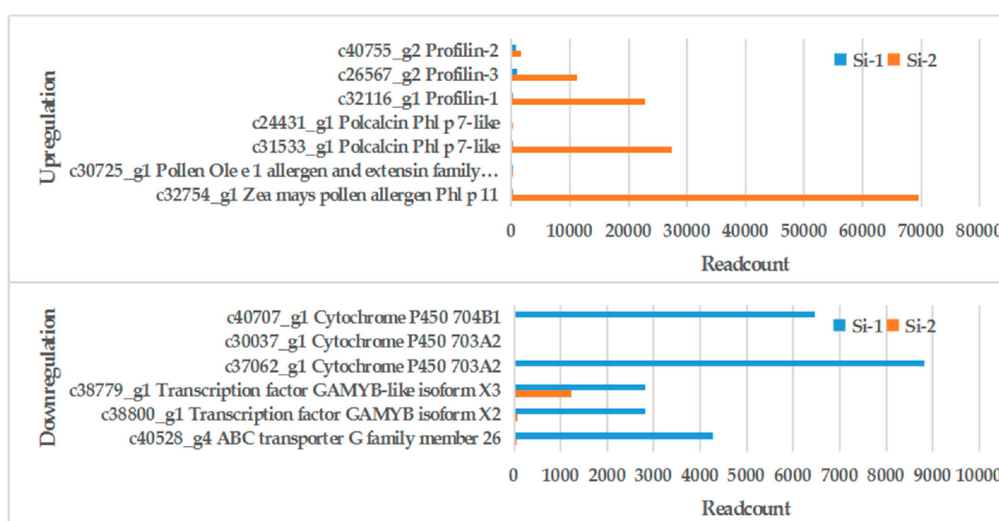 Upregulation
c40755_g2 Profilin-2
c26567_g2 Profilin-3
c32116_g1 Profilin-1
c24431_g1 Polcalcin Phl p 7-like
c31533_g1 Polcalcin Phl p 7-like
c30725_g1 Pollen Ole e 1 allergen and extensin family...
c32754_g1 Zea mays pollen allergen Phl p 11
Si-1 Si-2
0 10000 20000 30000 40000 50000 60000 70000 80000
Readcount
Downregulation
c40707_g1 Cytochrome P450 704B1
c30037_g1 Cytochrome P450 703A2
c37062_g1 Cytochrome P450 703A2
c38779_g1 Transcription factor GAMYB-like isoform X3
c38800_g1 Transcription factor GAMYB isoform X2
c40528_g4 ABC transporter G family member 26
Si-1 Si-2
0 1000 2000 3000 4000 5000 6000 7000 8000 9000 10000
Readcount